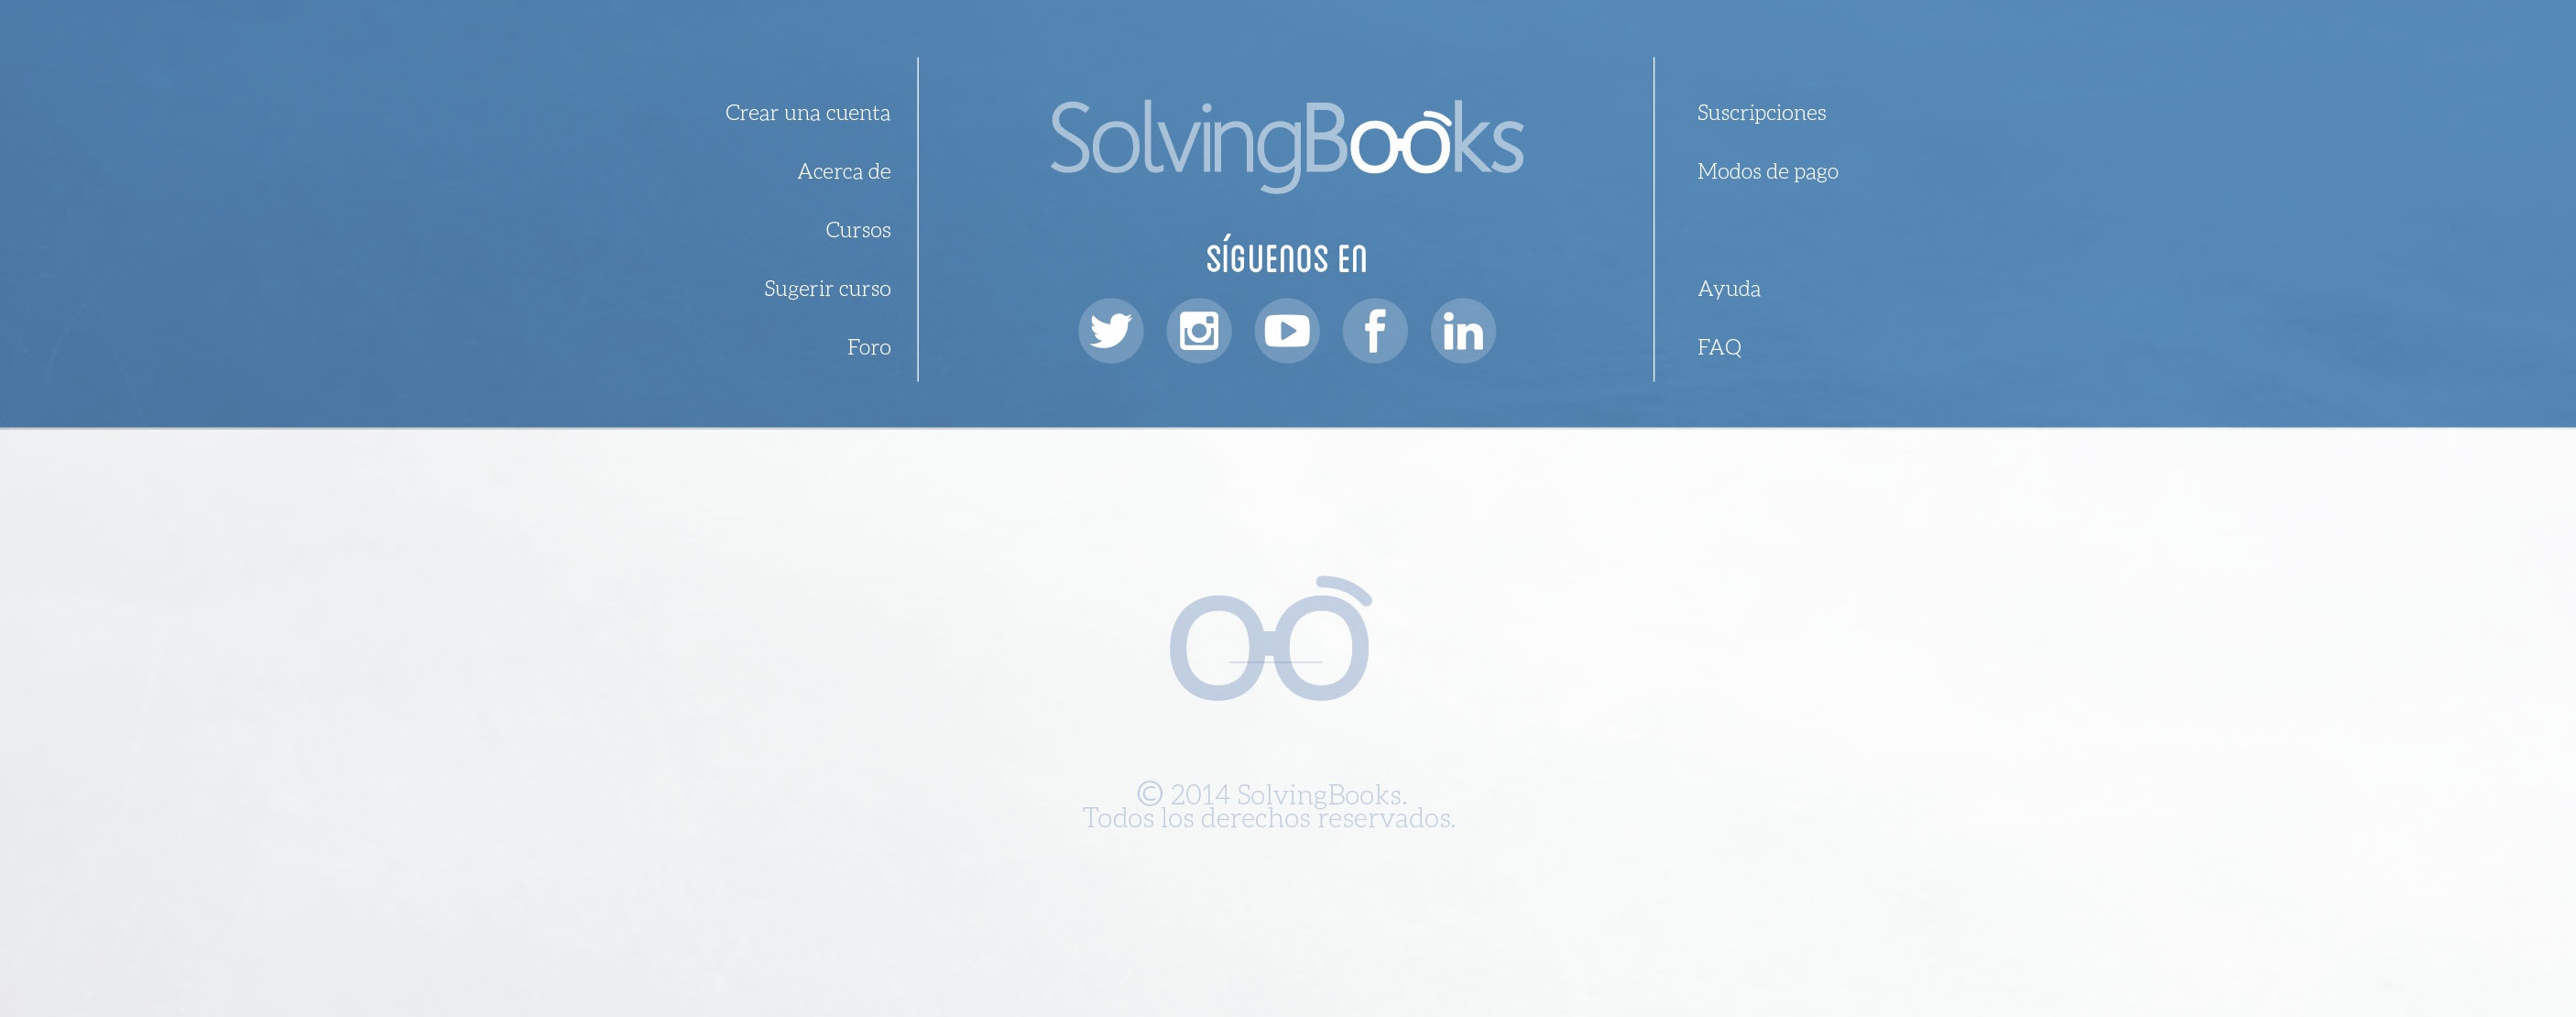 Crear una cuenta
Acerca de
Cursos
Sugerir curso
Foro
SolvingBooks
SÍGUENOS EN
Suscripciones
Modos de pago
Ayuda
FAQ
© 2014 SolvingBooks.
Todos los derechos reservados.